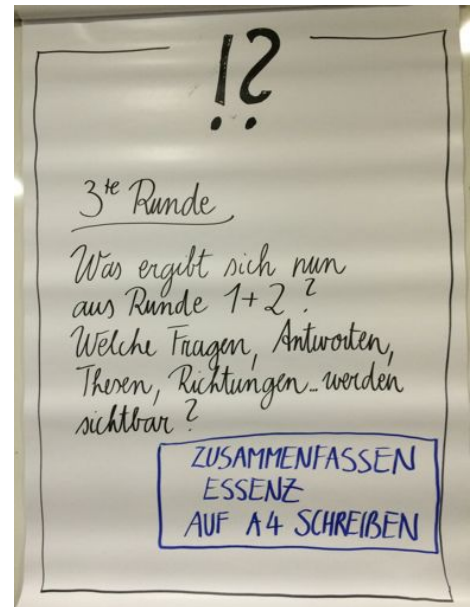 !?
3te Runde
Was ergibt sich nun
aus Runde 1+2?
Welche Fragen, Antworten,
Thesen, Richtungen... werden
sichtbar?
ZUSAMMENFASSEN
ESSENZ
AUF A4 SCHREIBEN